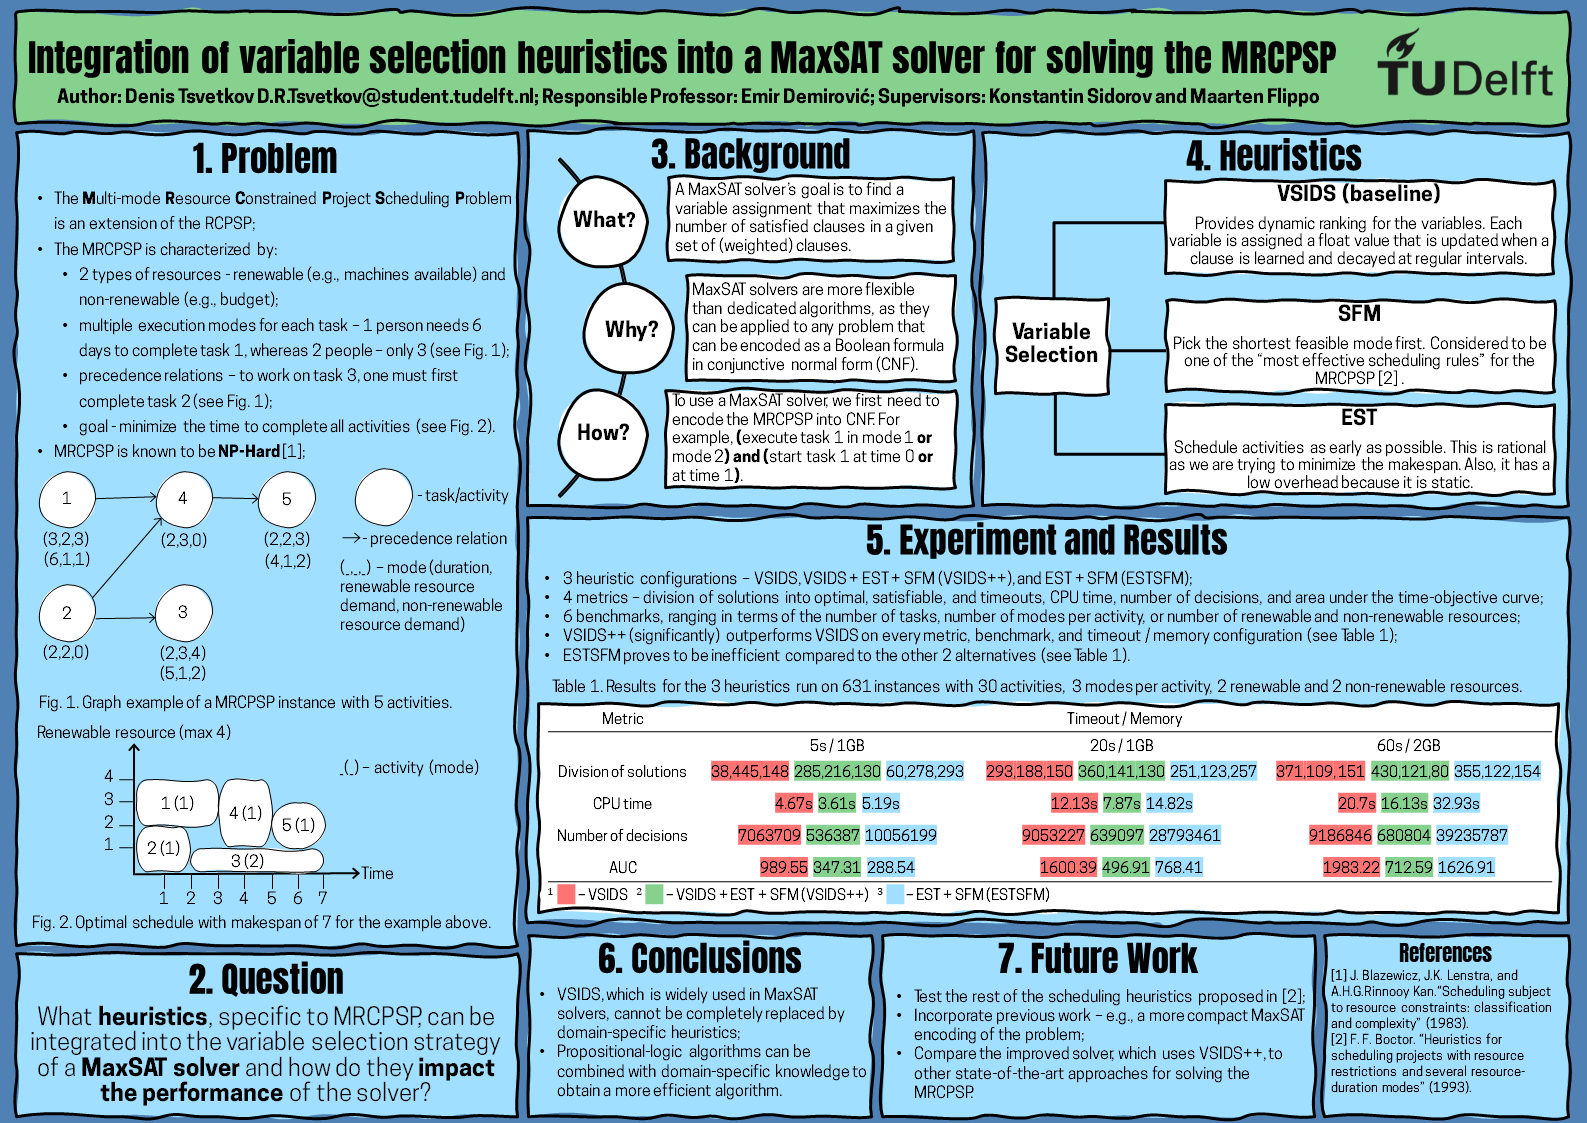 Integration of variable selection heuristics into a MaxSAT solver for solving the MRCPSP
Author: Denis Tsvetkov D.R.Tsvetkov@student.tudelft.nl; Responsible Professor: Emir Demirović; Supervisors: Konstantin Sidorov and Maarten Flippo
TU Delft
1. Problem
• The Multi-mode Resource Constrained Project Scheduling Problem
is an extension of the RCPSP;
• The MRCPSP is characterized by:
• 2 types of resources - renewable (e.g., machines available) and
non-renewable (e.g., budget);
• multiple execution modes for each task – 1 person needs 6
days to complete task 1, whereas 2 people – only 3 (see Fig. 1);
• precedence relations – to work on task 3, one must first
complete task 2 (see Fig. 1);
• goal - minimize the time to complete all activities (see Fig. 2).
• MRCPSP is known to be NP-Hard [1];
1 4 5 - task/activity
(3,2,3) (2,3,0) (2,2,3) - precedence relation
(6,1,1) (4,1,2)
(_,_,_) – mode (duration,
renewable resource
demand, non-renewable
resource demand)
2 3
(2,2,0) (2,3,4)
(5,1,2)
Fig. 1. Graph example of a MRCPSP instance with 5 activities.
Renewable resource (max 4)
_(_) – activity (mode)
4
3
2
1
1 (1)
4 (1)
5 (1)
2 (1)
3 (2)
Time
1 2 3 4 5 6 7
Fig. 2. Optimal schedule with makespan of 7 for the example above.
2. Question
What heuristics, specific to MRCPSP, can be
integrated into the variable selection strategy
of a MaxSAT solver and how do they impact
the performance of the solver?
3. Background
What?
A MaxSAT solver's goal is to find a
variable assignment that maximizes the
number of satisfied clauses in a given
set of (weighted) clauses.
Why?
MaxSAT solvers are more flexible
than dedicated algorithms, as they
can be applied to any problem that
can be encoded as a Boolean formula
in conjunctive normal form (CNF).
How?
To use a MaxSAT solver, we first need to
encode the MRCPSP into CNF. For
example, (execute task 1 in mode 1 or
mode 2) and (start task 1 at time 0 or
at time 1).
4. Heuristics
Variable
Selection
VSIDS (baseline)
Provides dynamic ranking for the variables. Each
variable is assigned a float value that is updated when a
clause is learned and decayed at regular intervals.
SFM
Pick the shortest feasible mode first. Considered to be
one of the “most effective scheduling rules” for the
MRCPSP [2] .
EST
Schedule activities as early as possible. This is rational
as we are trying to minimize the makespan. Also, it has a
low overhead because it is static.
5. Experiment and Results
• 3 heuristic configurations – VSIDS, VSIDS + EST + SFM (VSIDS++), and EST + SFM (ESTSFM);
• 4 metrics – division of solutions into optimal, satisfiable, and timeouts, CPU time, number of decisions, and area under the time-objective curve;
• 6 benchmarks, ranging in terms of the number of tasks, number of modes per activity, or number of renewable and non-renewable resources;
• VSIDS++ (significantly) outperforms VSIDS on every metric, benchmark, and timeout / memory configuration (see Table 1);
• ESTSFM proves to be inefficient compared to the other 2 alternatives (see Table 1).
Table 1. Results for the 3 heuristics run on 631 instances with 30 activities, 3 modes per activity, 2 renewable and 2 non-renewable resources.
Metric Timeout / Memory
5s / 1GB 20s / 1GB 60s / 2GB
Division of solutions 38,445,148 285,216,130 60,278,293 293,188,150 360,141,130 251,123,257 371,109,151 430,121,80 355,122,154
CPU time 4.67s 3.61s 5.19s 12.13s 7.87s 14.82s 20.7s 16.13s 32.93s
Number of decisions 7063709 536387 10056199 9053227 639097 28793461 9186846 680804 39235787
AUC 989.55 347.31 288.54 1600.39 496.91 768.41 1983.22 712.59 1626.91
1 – VSIDS 2 – VSIDS + EST + SFM (VSIDS++) 3 – EST + SFM (ESTSFM)
6. Conclusions
• VSIDS, which is widely used in MaxSAT
solvers, cannot be completely replaced by
domain-specific heuristics;
• Propositional-logic algorithms can be
combined with domain-specific knowledge to
obtain a more efficient algorithm.
7. Future Work
• Test the rest of the scheduling heuristics proposed in [2];
• Incorporate previous work – e.g., a more compact MaxSAT
encoding of the problem;
• Compare the improved solver, which uses VSIDS++, to
other state-of-the-art approaches for solving the
MRCPSP.
References
[1] J. Blazewicz, J.K. Lenstra, and
A.H.G.Rinnooy Kan.“Scheduling subject
to resource constraints: classification
and complexity” (1983).
[2] F. F. Boctor. “Heuristics for
scheduling projects with resource
restrictions and several resource-
duration modes” (1993).